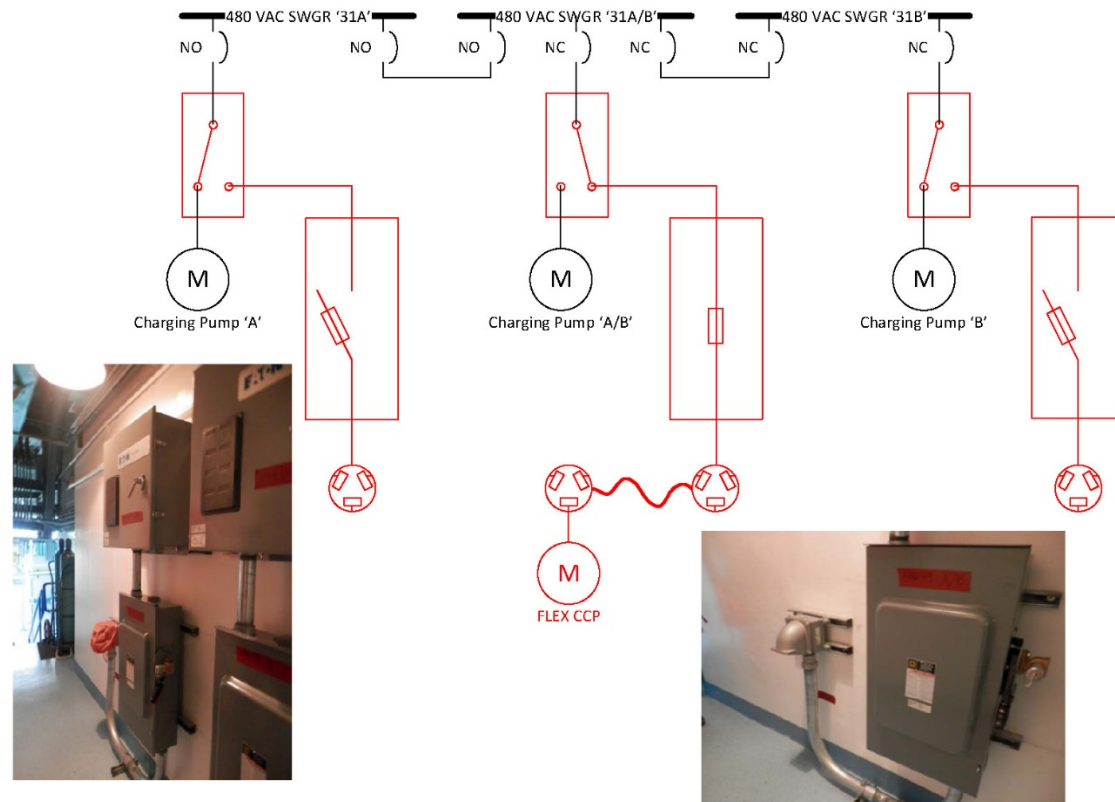 480 VAC SWGR ‘31A’
480 VAC SWGR ‘31A/B’
480 VAC SWGR ‘31B’
NO
NO
NO
NC
NC
NC
NC
M
M
M
Charging Pump ‘A’
Charging Pump ‘A/B’
Charging Pump ‘B’
M
FLEX CCP